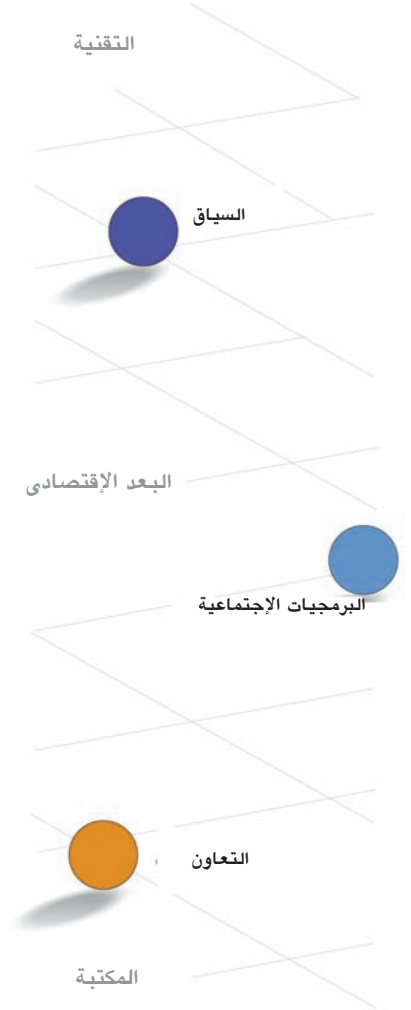 التقنية
السياق
البعد الإقتصادى
البرمجيات الإجتماعية
التعاون
المكتبة